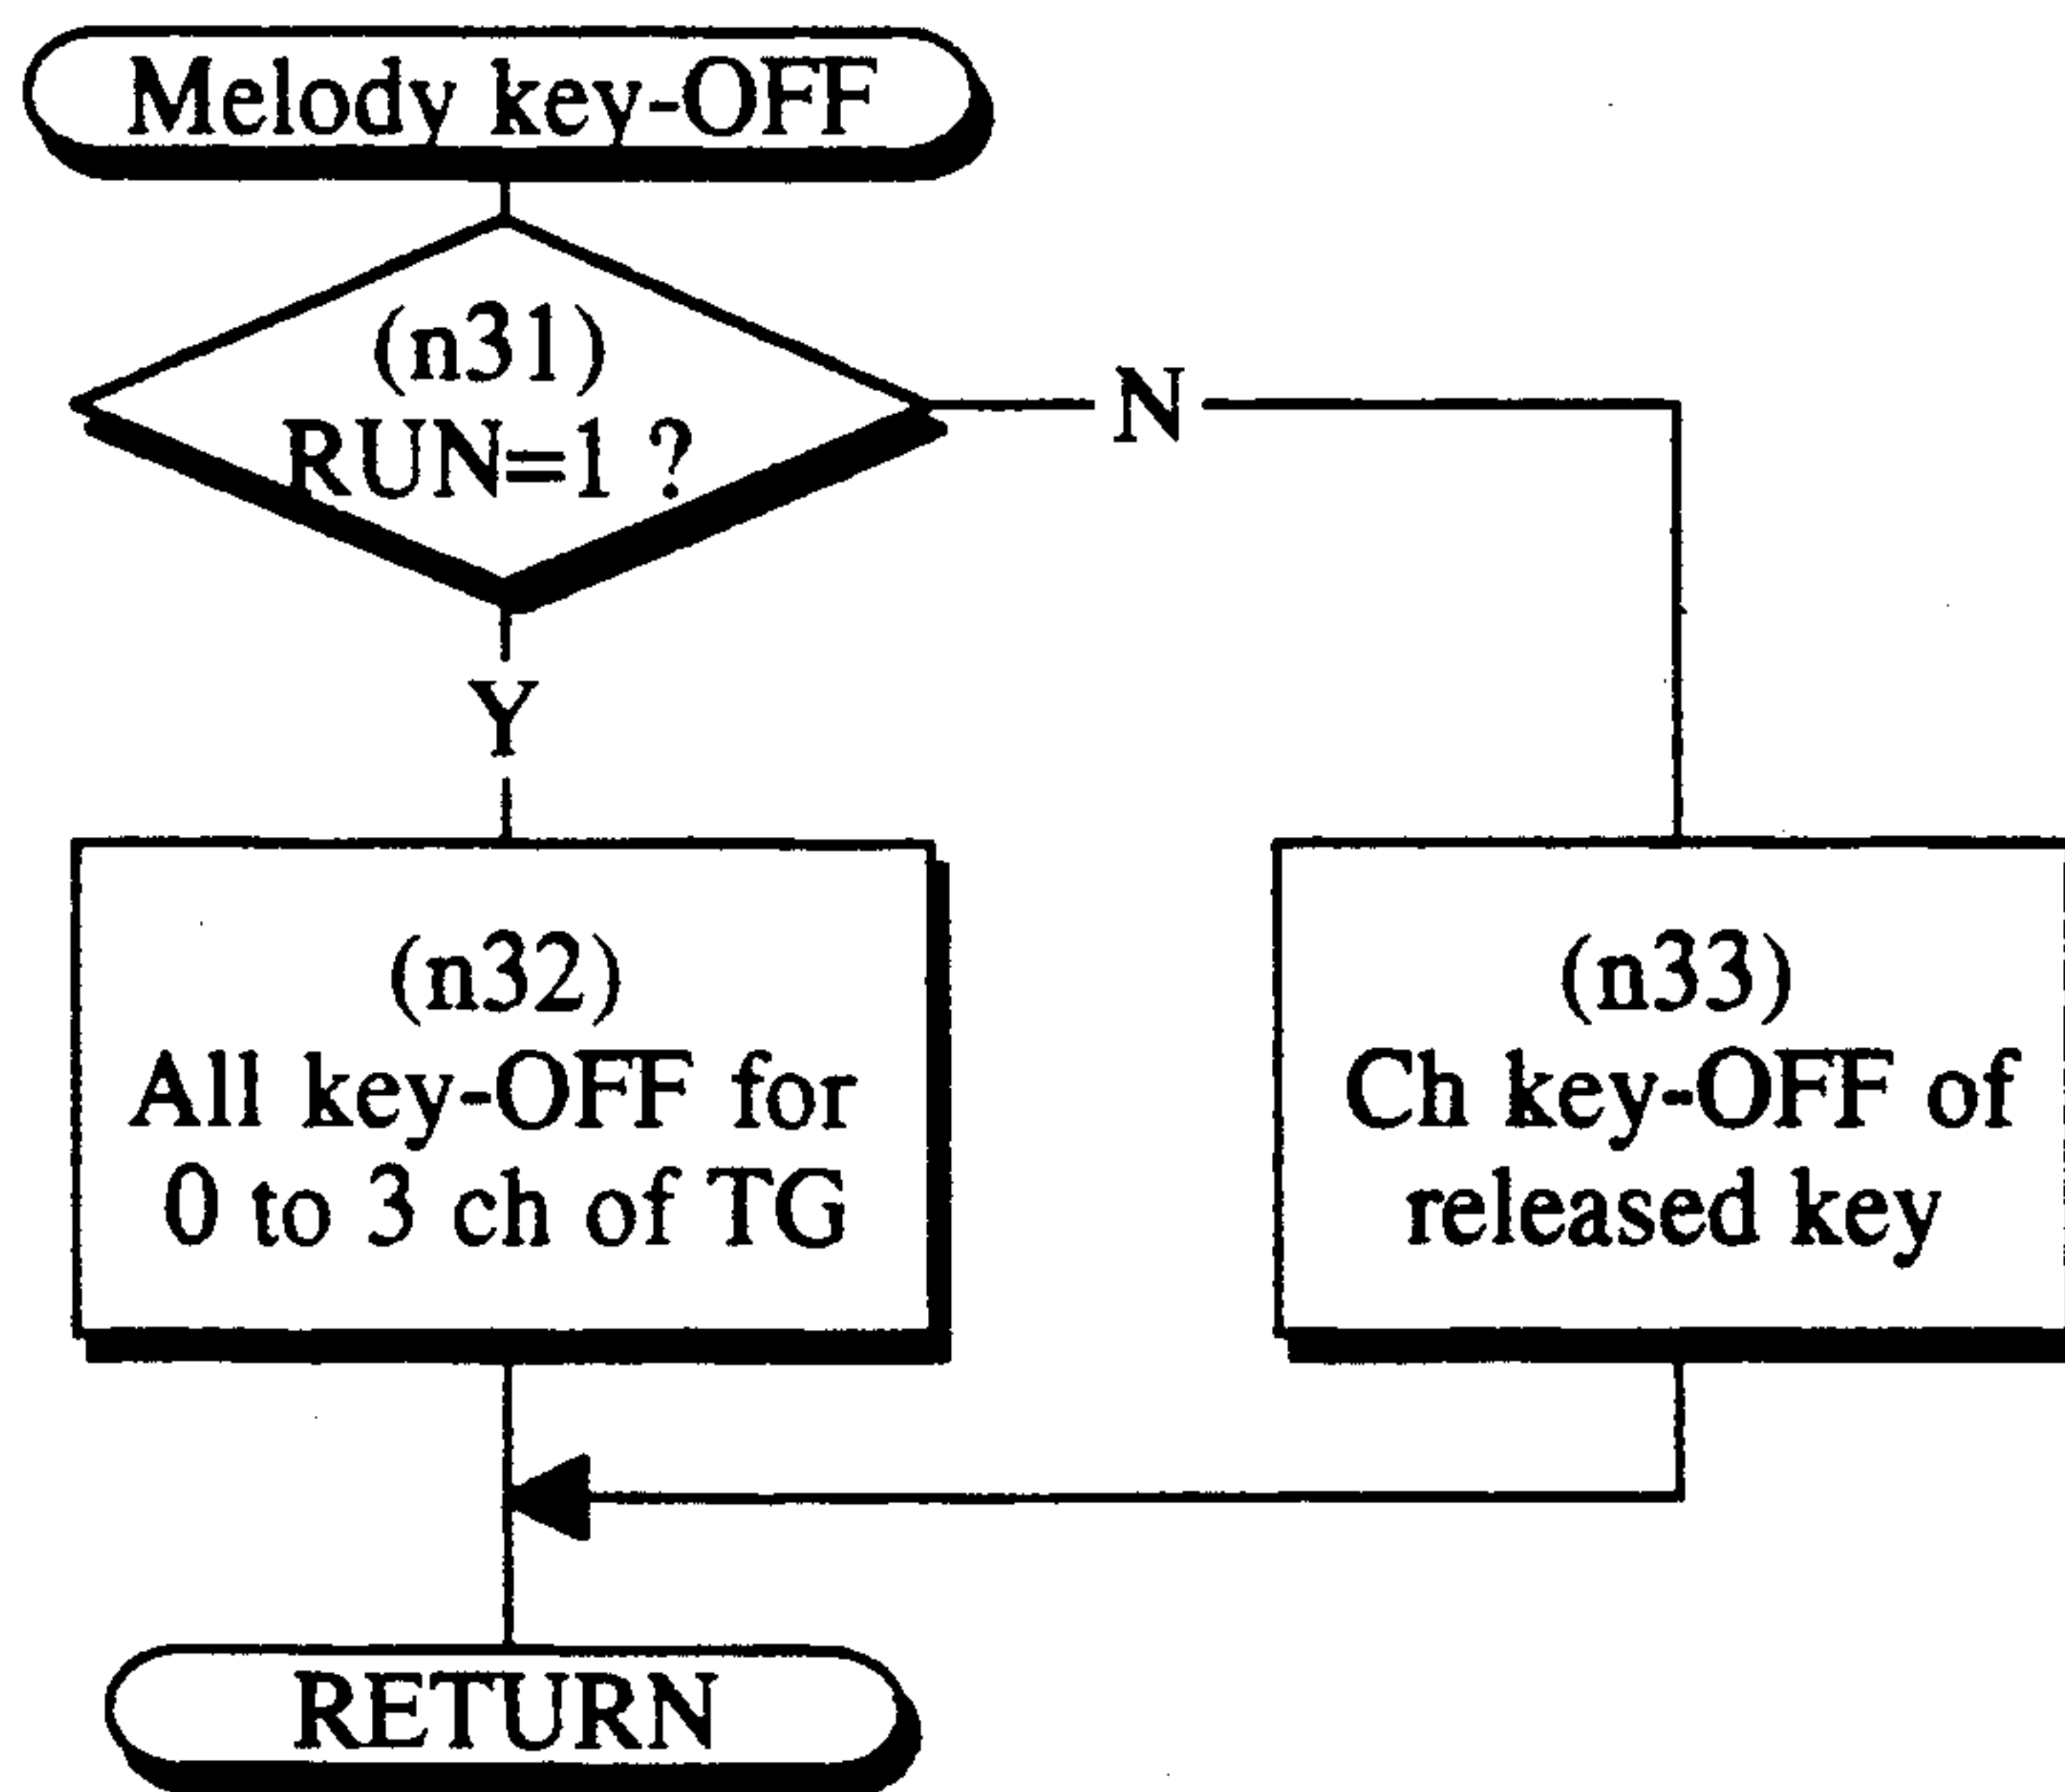 Melody key-OFF
(n31)
RUN=1 ?
N
Y
(n32)
All key-OFF for
0 to 3 ch of TG
(n33)
Ch key-OFF of
released key
RETURN